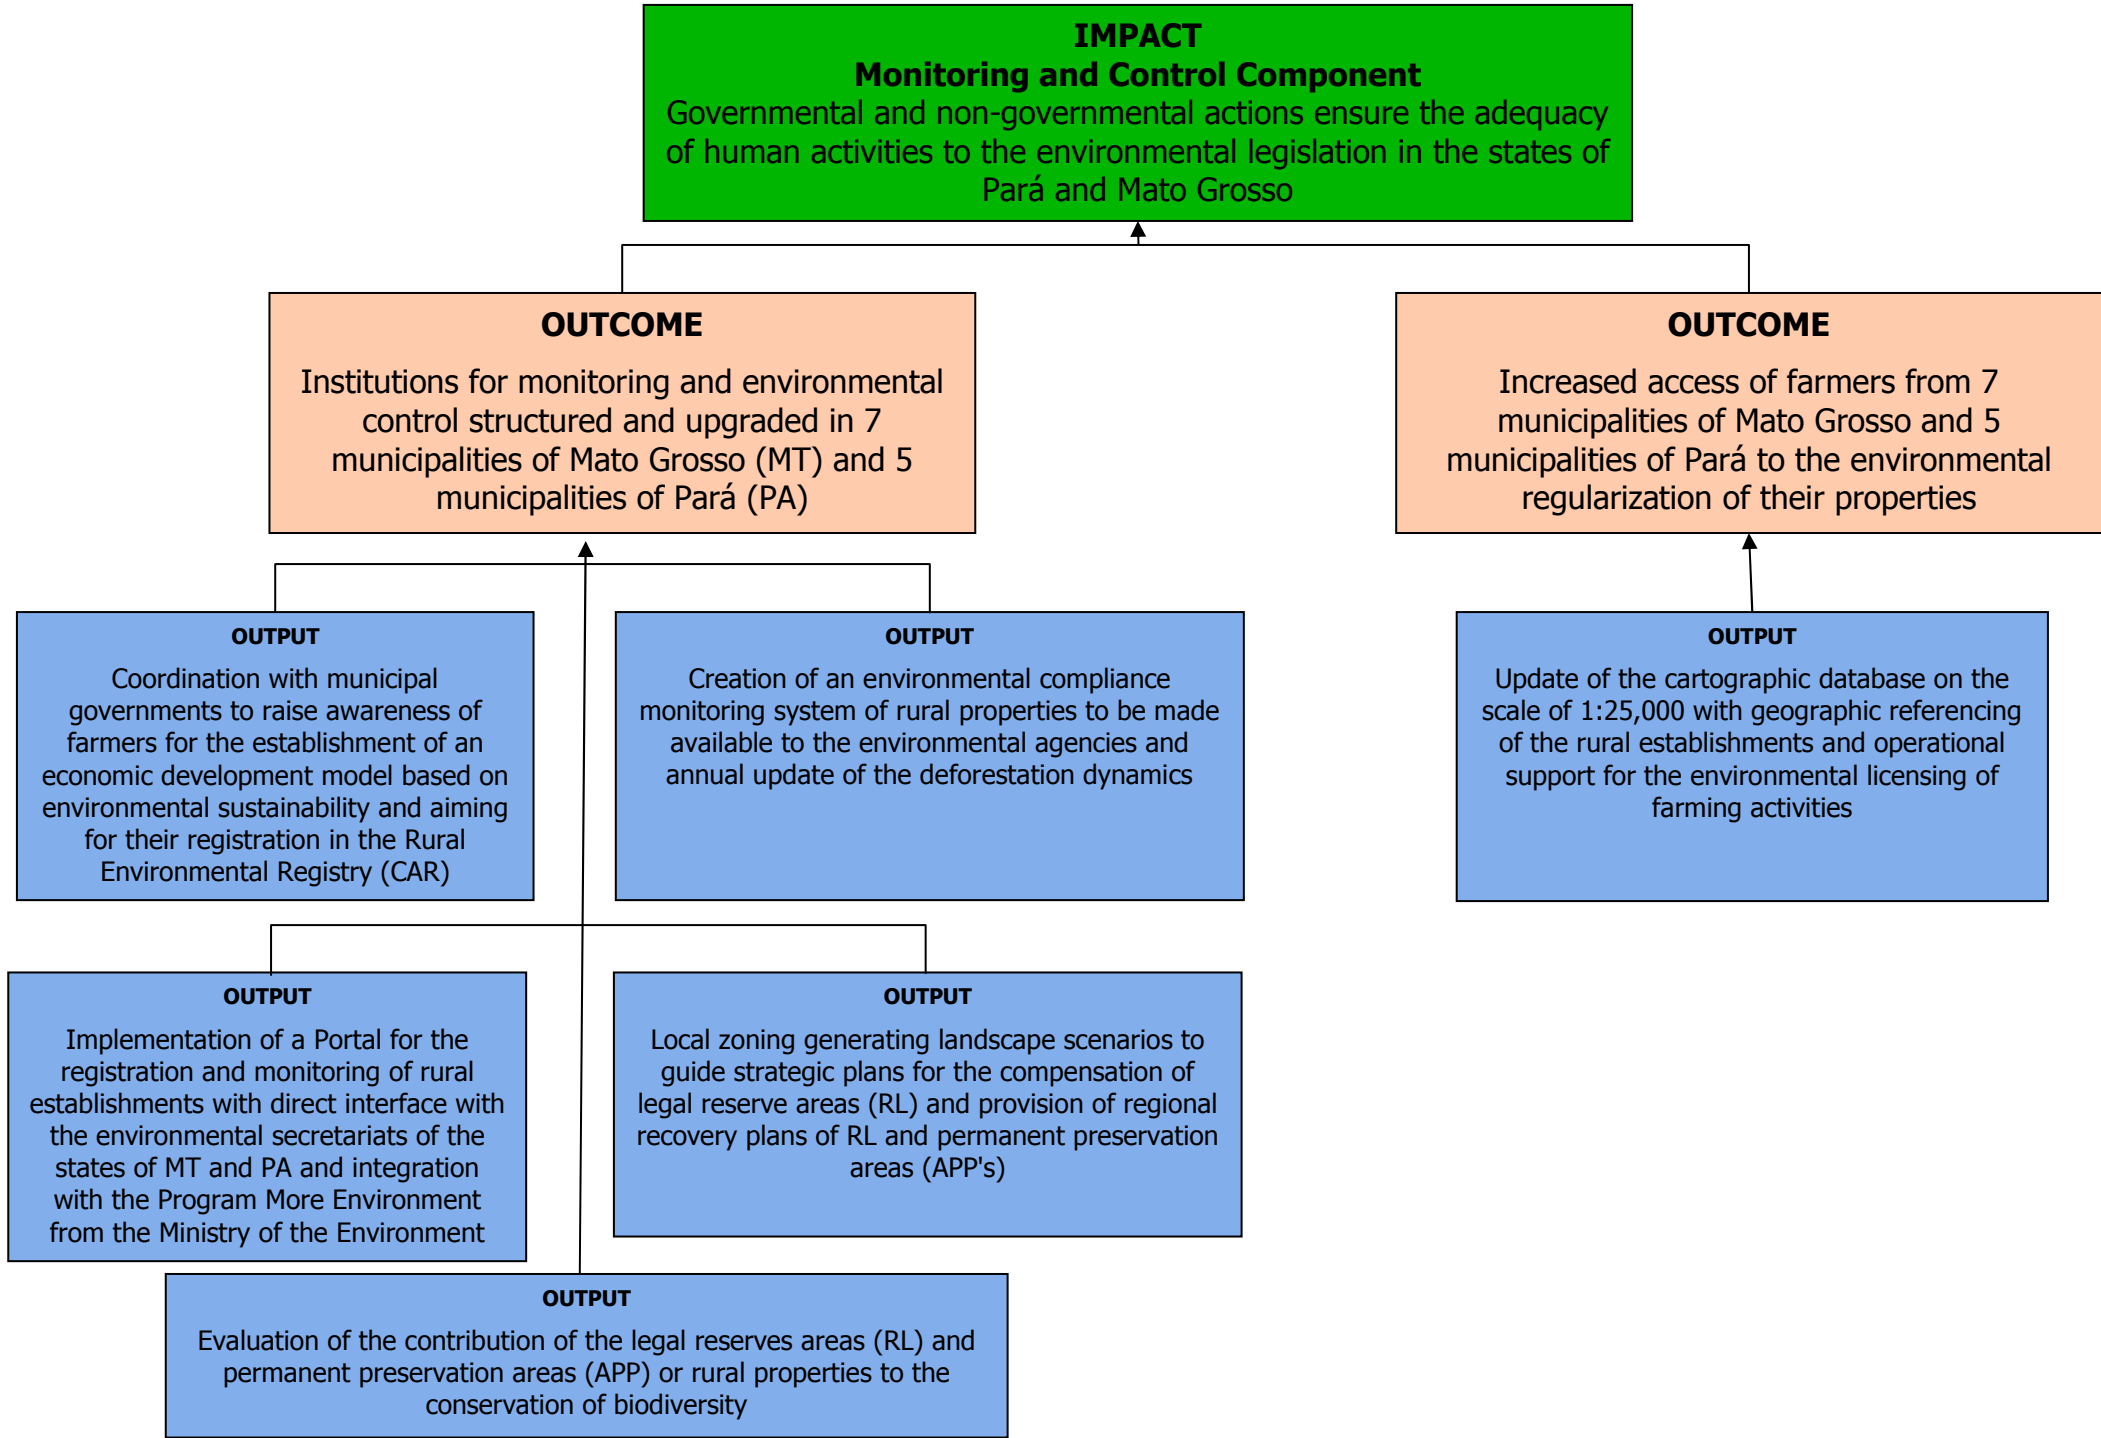 IMPACT
Monitoring and Control Component
Governmental and non-governmental actions ensure the adequacy
of human activities to the environmental legislation in the states of
Pará and Mato Grosso
OUTCOME
Institutions for monitoring and environmental
control structured and upgraded in 7
municipalities of Mato Grosso (MT) and 5
municipalities of Pará (PA)
OUTCOME
Increased access of farmers from 7
municipalities of Mato Grosso and 5
municipalities of Pará to the environmental
regularization of their properties
OUTPUT
Coordination with municipal
governments to raise awareness of
farmers for the establishment of an
economic development model based on
environmental sustainability and aiming
for their registration in the Rural
Environmental Registry (CAR)
OUTPUT
Creation of an environmental compliance
monitoring system of rural properties to be made
available to the environmental agencies and
annual update of the deforestation dynamics
OUTPUT
Update of the cartographic database on the
scale of 1:25,000 with geographic referencing
of the rural establishments and operational
support for the environmental licensing of
farming activities
OUTPUT
Implementation of a Portal for the
registration and monitoring of rural
establishments with direct interface with
the environmental secretariats of the
states of MT and PA and integration
with the Program More Environment
from the Ministry of the Environment
OUTPUT
Local zoning generating landscape scenarios to
guide strategic plans for the compensation of
legal reserve areas (RL) and provision of regional
recovery plans of RL and permanent preservation
areas (APP's)
OUTPUT
Evaluation of the contribution of the legal reserves areas (RL) and
permanent preservation areas (APP) or rural properties to the
conservation of biodiversity